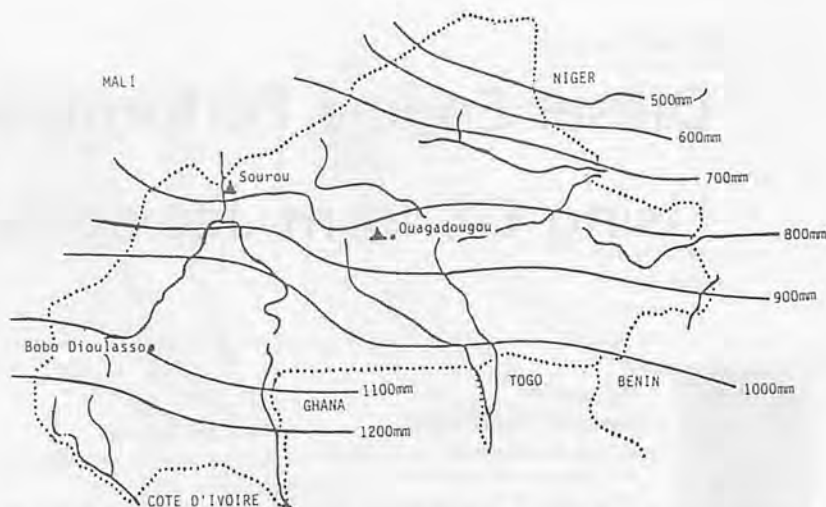 MALI
NIGER
500mm
600mm
700mm
Sourou
Ouagadougou
800mm
900mm
Bobo Dioulasso
1100mm
GHANA
TOGO
BENIN
1000mm
1200mm
COTE D'IVOIRE